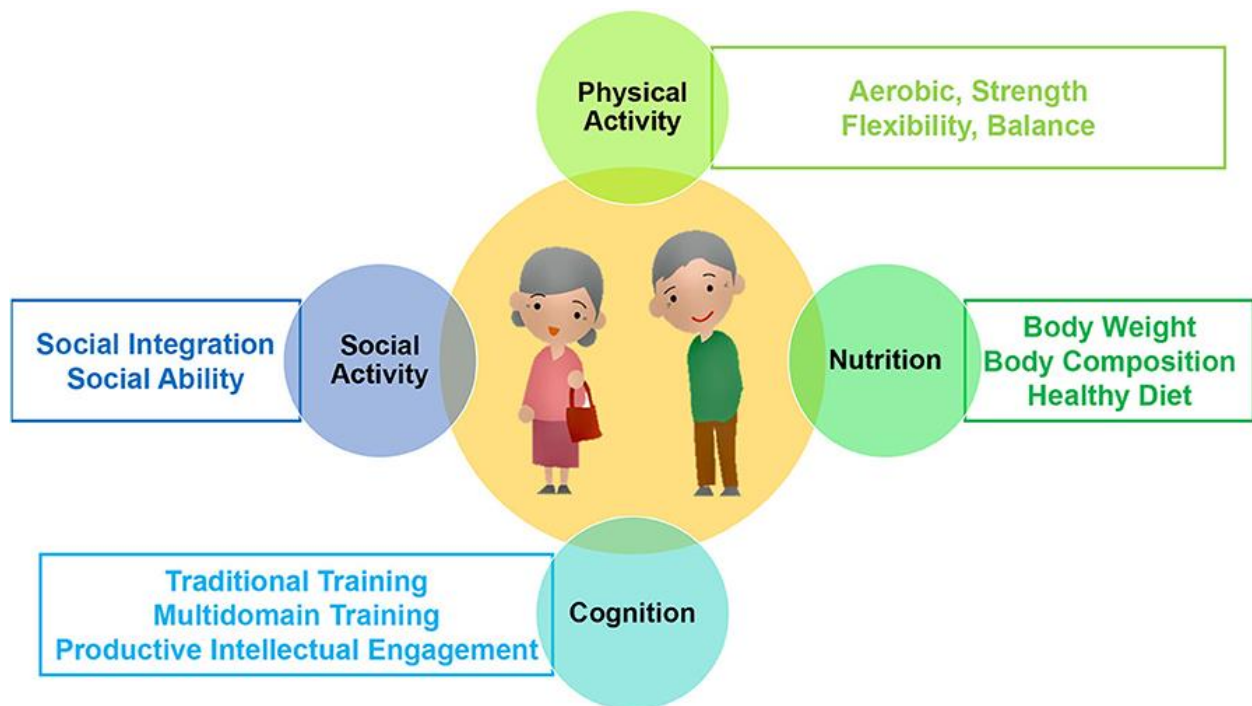 Physical
Activity
Aerobic, Strength
Flexibility, Balance
Social Integration
Social Ability
Social
Activity
Nutrition
Body Weight
Body Composition
Healthy Diet
Traditional Training
Multidomain Training
Productive Intellectual Engagement
Cognition